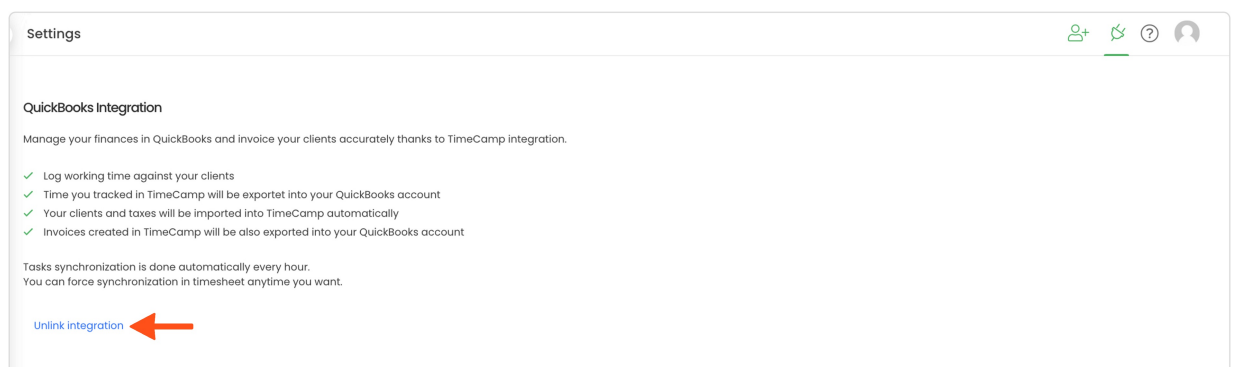 Settings
QuickBooks Integration
Manage your finances in QuickBooks and invoice your clients accurately thanks to TimeCamp integration.
Log working time against your clients
Time you tracked in TimeCamp will be exportet into your QuickBooks account
Your clients and taxes will be imported into TimeCamp automatically
Invoices created in TimeCamp will be also exported into your QuickBooks account
Tasks synchronization is done automatically every hour.
You can force synchronization in timesheet anytime you want.
Unlink integration